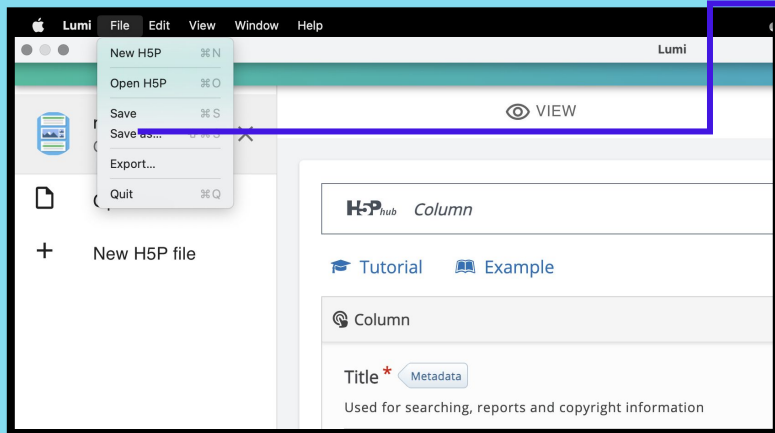 Lumi File Edit View Window Help
Lumi
New H5P ⌘N
Open H5P ⌘O
Save ⌘S
Save as...
Export...
Quit ⌘Q
New H5P file
VIEW
H5P hub Column
Tutorial Example
Column
Title * Metadata
Used for searching, reports and copyright information